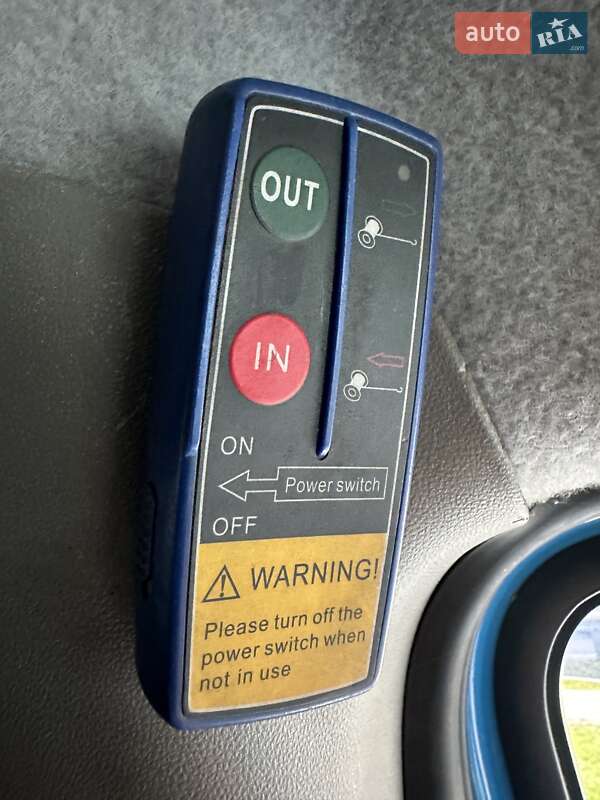 auto RIA.com
OUT
IN
ON
Power switch
OFF
WARNING!
Please turn off the
power switch when
not in use